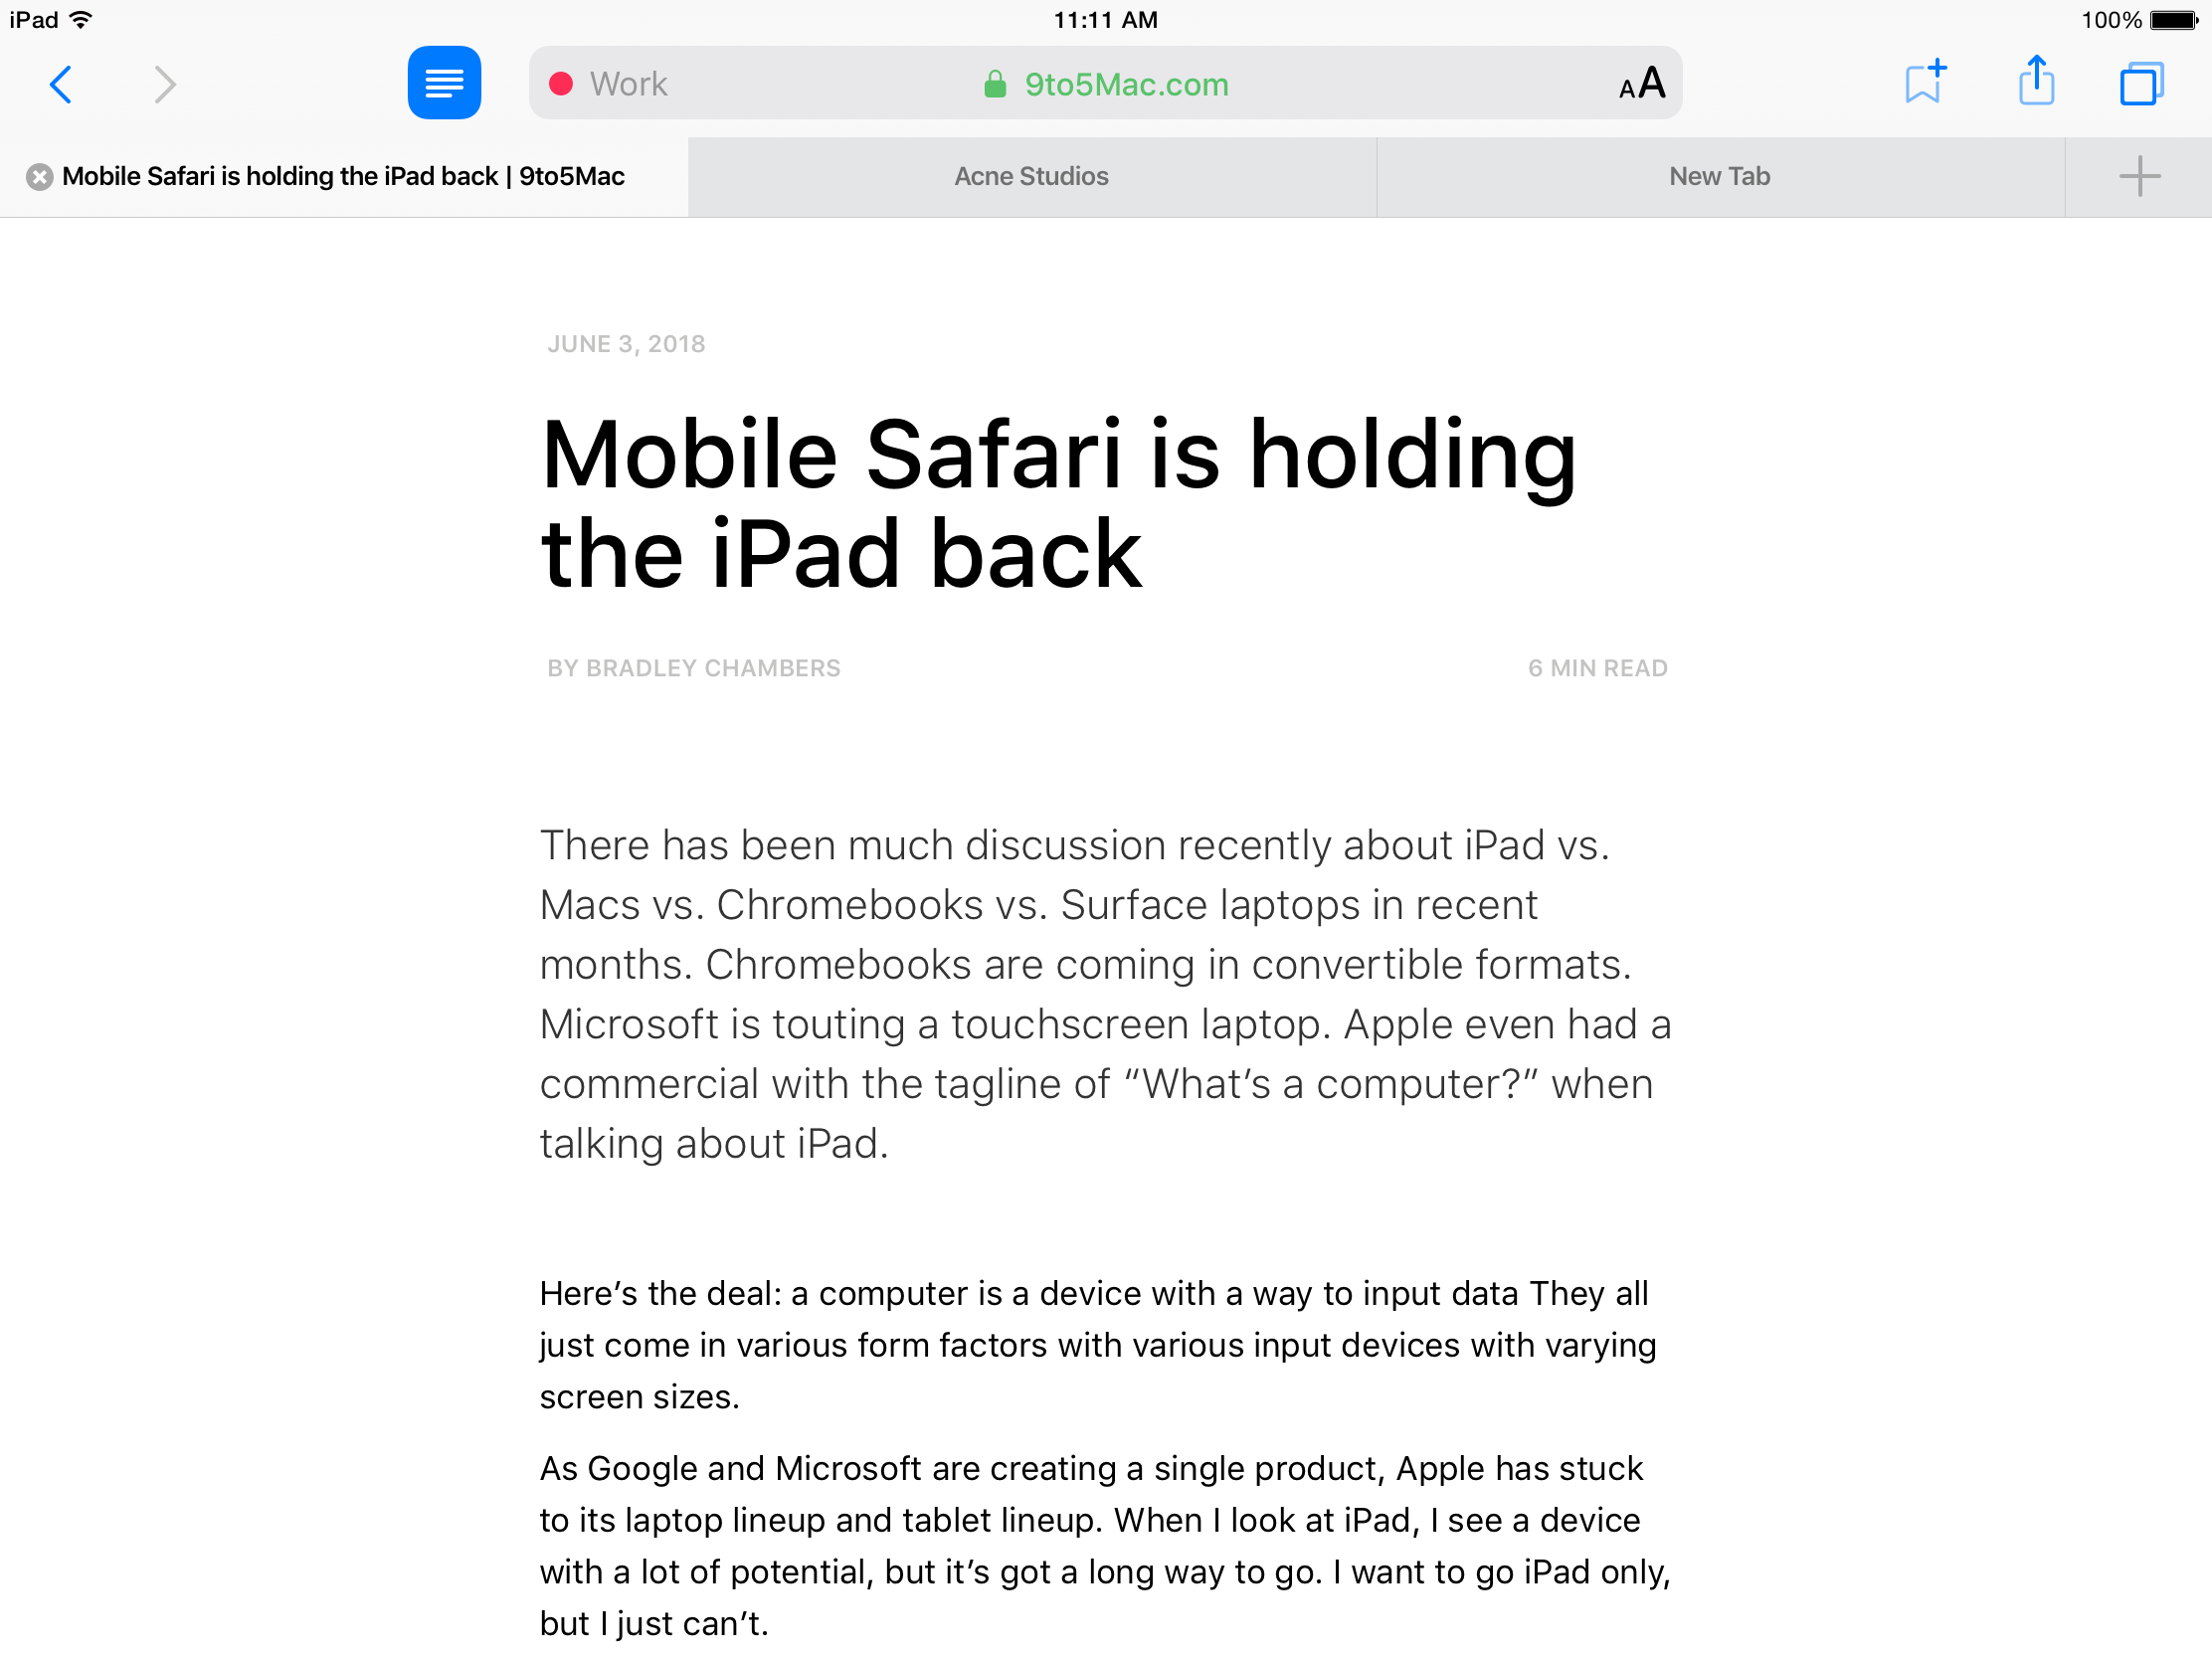 iPad 11:11 AM 100%
Work 9to5Mac.com AA
Mobile Safari is holding the iPad back | 9to5Mac Acne Studios New Tab
JUNE 3, 2018
Mobile Safari is holding
the iPad back
BY BRADLEY CHAMBERS 6 MIN READ
There has been much discussion recently about iPad vs.
Macs vs. Chromebooks vs. Surface laptops in recent
months. Chromebooks are coming in convertible formats.
Microsoft is touting a touchscreen laptop. Apple even had a
commercial with the tagline of “What’s a computer?” when
talking about iPad.
Here’s the deal: a computer is a device with a way to input data They all
just come in various form factors with various input devices with varying
screen sizes.
As Google and Microsoft are creating a single product, Apple has stuck
to its laptop lineup and tablet lineup. When I look at iPad, I see a device
with a lot of potential, but it’s got a long way to go. I want to go iPad only,
but I just can’t.